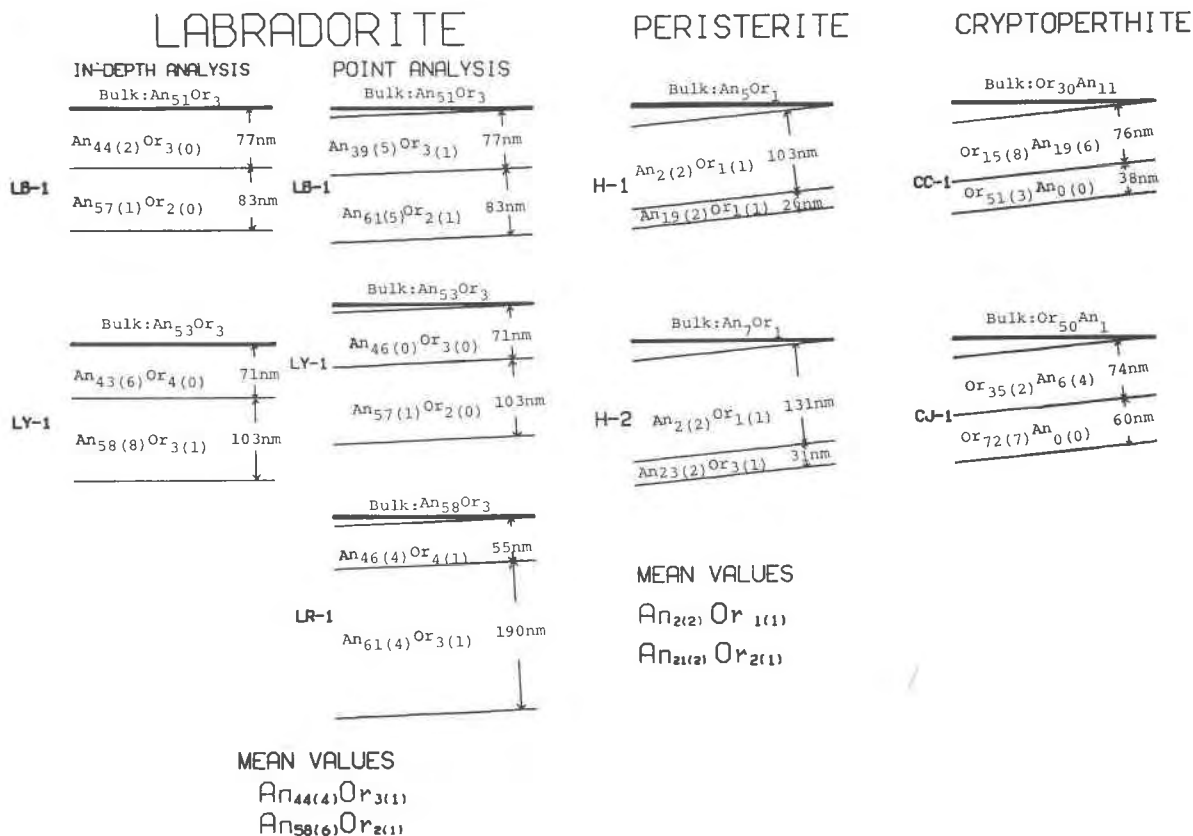 LABRADORITE
IN-DEPTH ANALYSIS
Bulk:An51Or3
An44(2)Or3(0)
77nm
LB-1
An57(1)Or2(0)
83nm
Bulk:An53Or3
An43(6)Or4(0)
71nm
LY-1
An58(8)Or3(1)
103nm
POINT ANALYSIS
Bulk:An51Or3
An39(5)Or3(1)
77nm
LB-1
An61(5)Or2(1)
83nm
Bulk:An53Or3
An46(0)Or3(0)
71nm
LY-1
An57(1)Or2(0)
103nm
Bulk:An58Or3
An46(4)Or4(1)
55nm
LR-1
An61(4)Or3(1)
190nm
MEAN VALUES
An44(4)Or3(1)
An58(6)Or2(1)
PERISTERITE
Bulk:An5Or1
An2(2)Or1(1)
103nm
H-1
An19(2)Or1(1)
29nm
Bulk:An7Or1
An2(2)Or1(1)
131nm
H-2
An23(2)Or3(1)
31nm
MEAN VALUES
An2(2) Or 1(1)
An21(2) Or2(1)
CRYPTOPERTHITE
Bulk:Or30An11
Or15(8)An19(6)
76nm
CC-1
Or51(3)An0(0)
38nm
Bulk:Or50An1
Or35(2)An6(4)
74nm
CJ-1
Or72(7)An0(0)
60nm